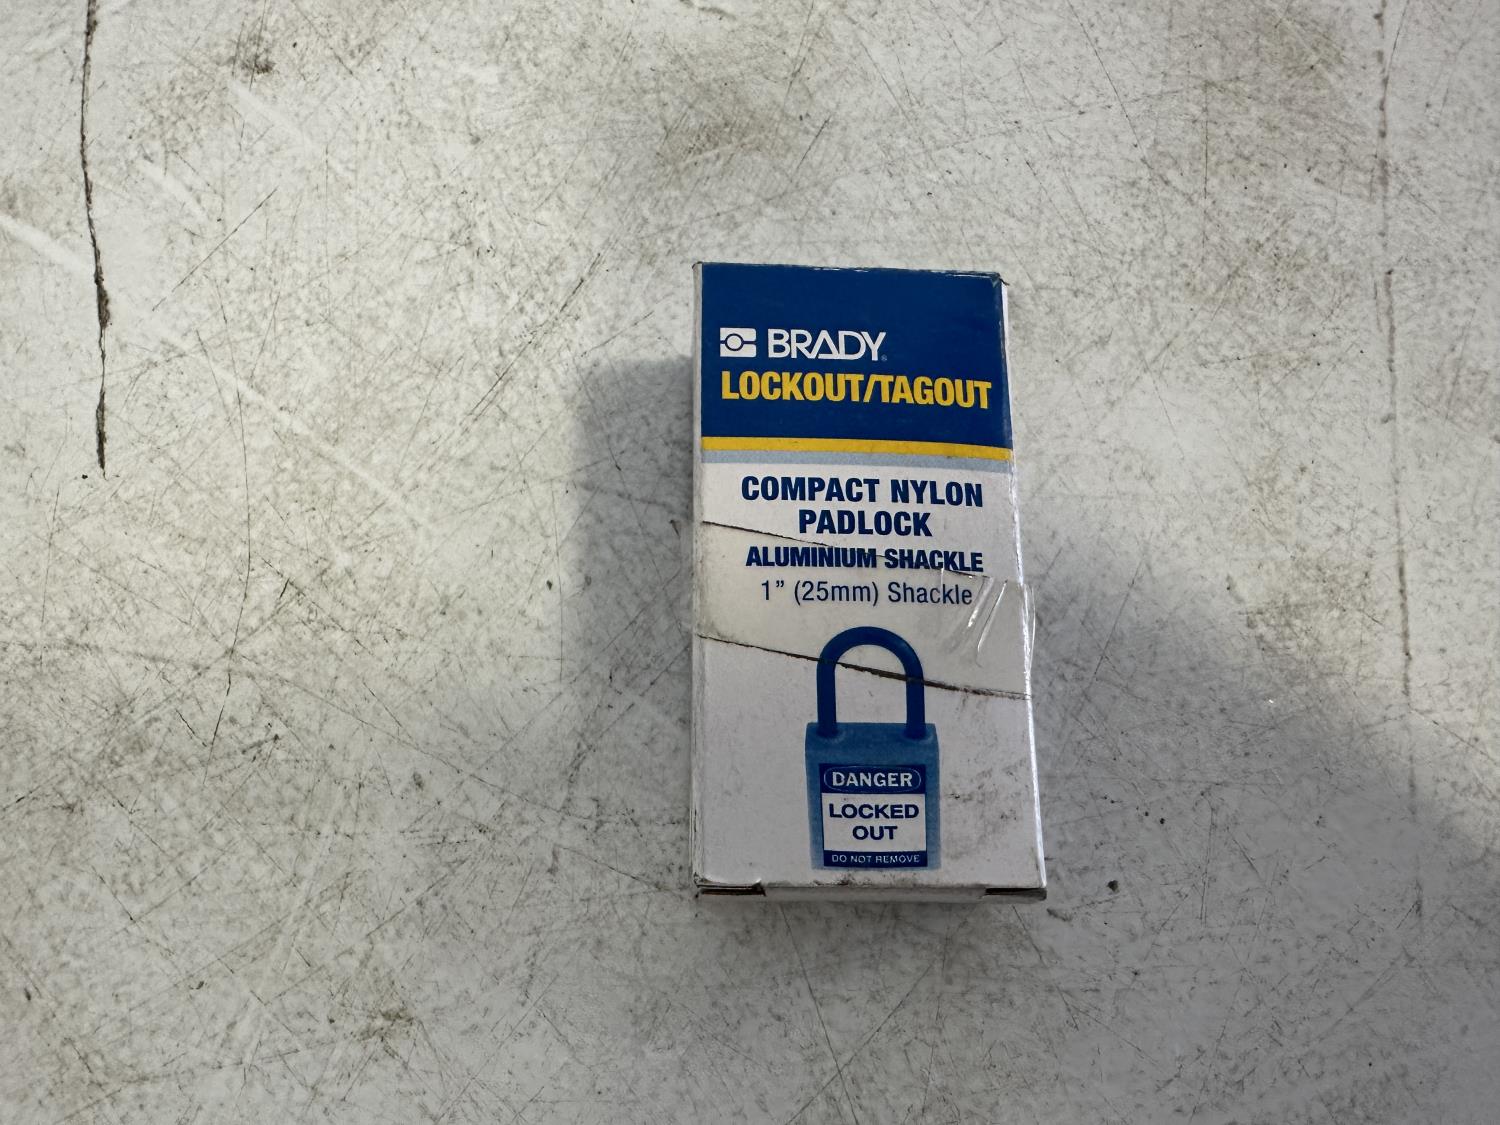 BRADY®
LOCKOUT/TAGOUT
COMPACT NYLON
PADLOCK
ALUMINIUM SHACKLE
1” (25mm) Shackle
DANGER
LOCKED
OUT
DO NOT REMOVE